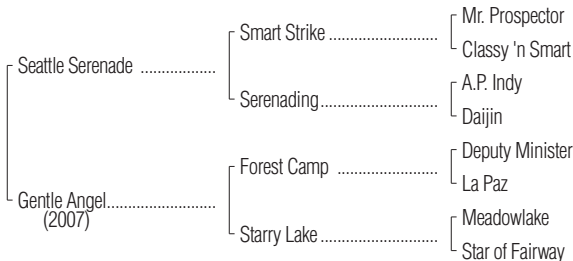 Mr. Prospector
Smart Strike ........................
Classy 'n Smart
Seattle Serenade .................
A.P. Indy
Serenading..........................
Daijin
Deputy Minister
Forest Camp ......................
La Paz
Gentle Angel........................
(2007)
Meadowlake
Starry Lake..........................
Star of Fairway